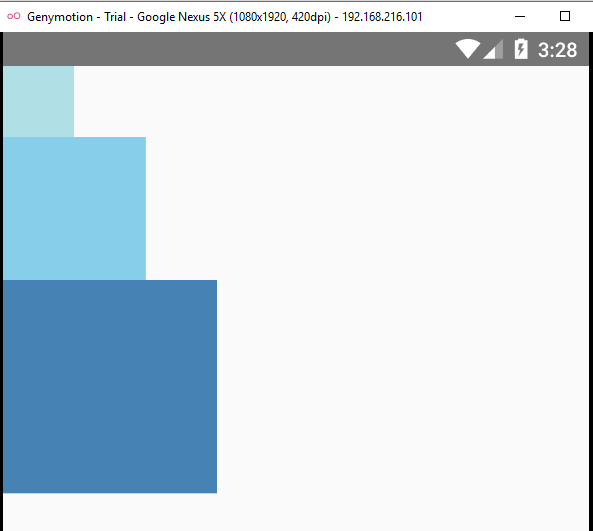 Genymotion - Trial - Google Nexus 5X (1080x1920, 420dpi) - 192.168.216.101
3:28